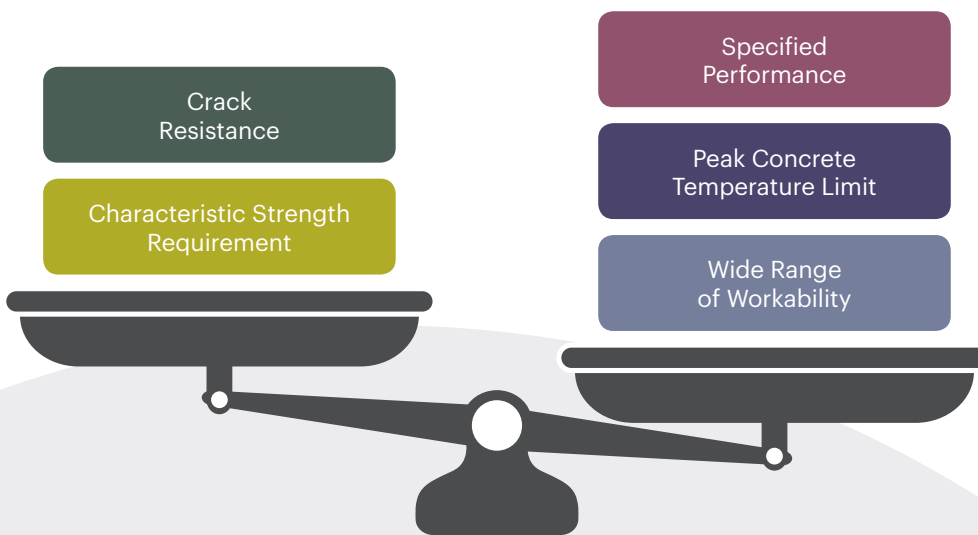 Crack
Resistance
Characteristic Strength
Requirement
Specified
Performance
Peak Concrete
Temperature Limit
Wide Range
of Workability